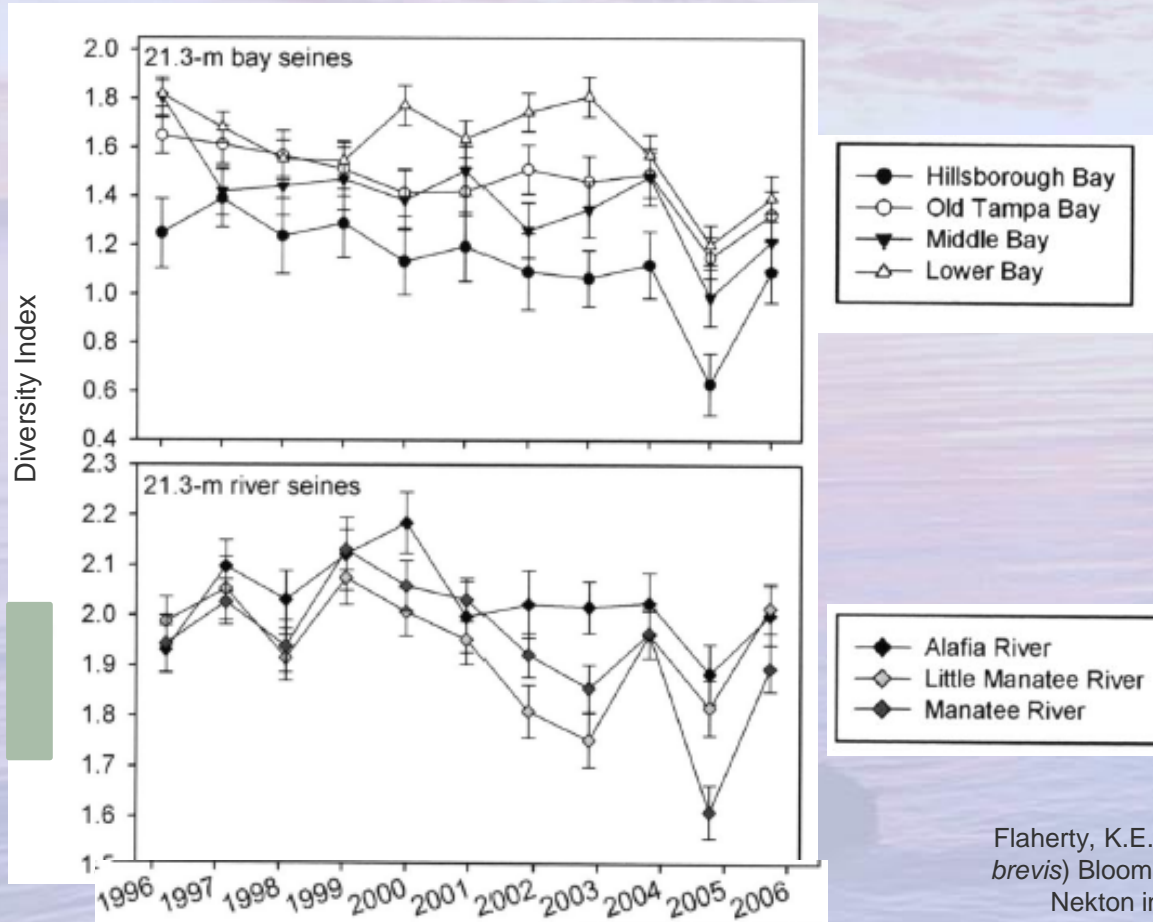 Diversity Index
21.3-m bay seines
2.0
1.8
1.6
1.4
1.2
1.0
0.8
0.6
0.4
Hillsborough Bay
Old Tampa Bay
Middle Bay
Lower Bay
21.3-m river seines
2.3
2.2
2.1
2.0
1.9
1.8
1.7
1.6
Alafia River
Little Manatee River
Manatee River
1996 1997 1998 1999 2000 2001 2002 2003 2004 2005 2006
Flaherty, K.E.
brevis) Bloom
Nekton in